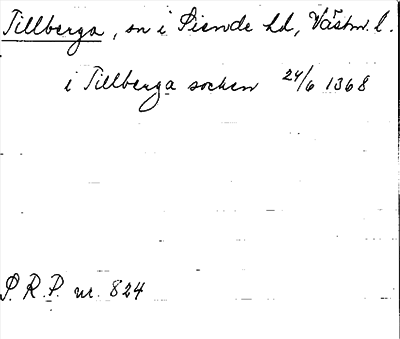 Tillberga, sn i Siende hd, Västm. l.
i Tillberga socken 24/6 1368
S. R. P. nr. 824